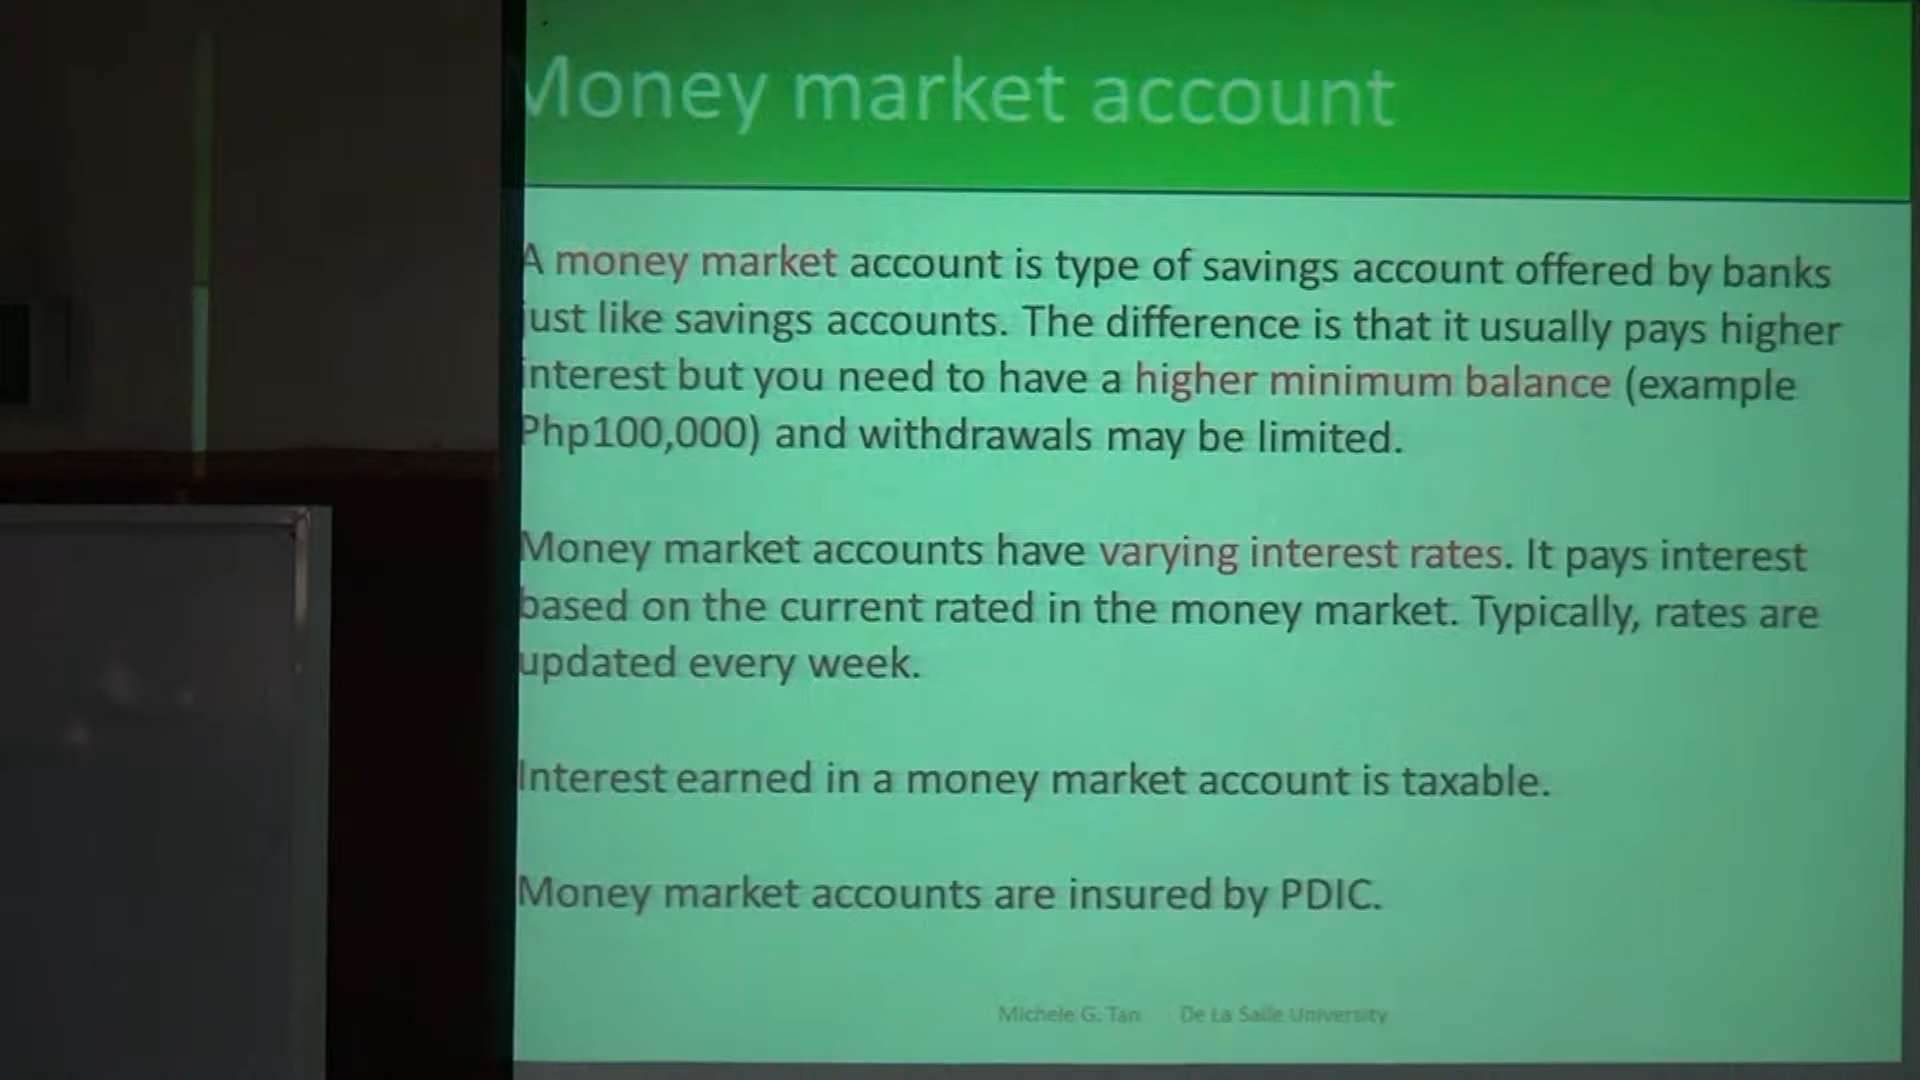 Money market account
A money market account is type of savings account offered by banks
just like savings accounts. The difference is that it usually pays higher
interest but you need to have a higher minimum balance (example
Php100,000) and withdrawals may be limited.
Money market accounts have varying interest rates. It pays interest
based on the current rated in the money market. Typically, rates are
updated every week.
Interest earned in a money market account is taxable.
Money market accounts are insured by PDIC.
Michele G. Tan De La Salle University